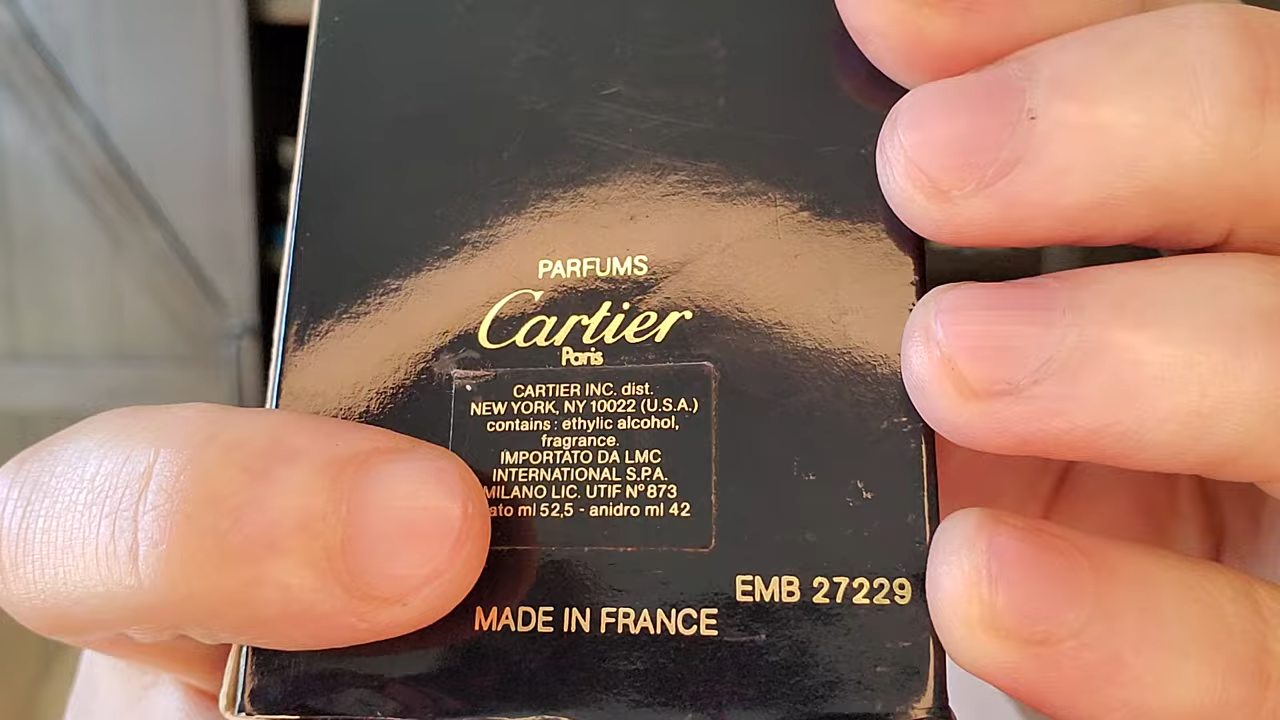 PARFUMS
Cartier
Paris
CARTIER INC. dist.
NEW YORK, NY 10022 (U.S.A.)
contains : ethylic alcohol,
fragrance.
IMPORTATO DA LMC
INTERNATIONAL S.P.A.
MILANO LIC. UTIF Nº 873
ml 52,5 - anidro ml 42
EMB 27229
MADE IN FRANCE